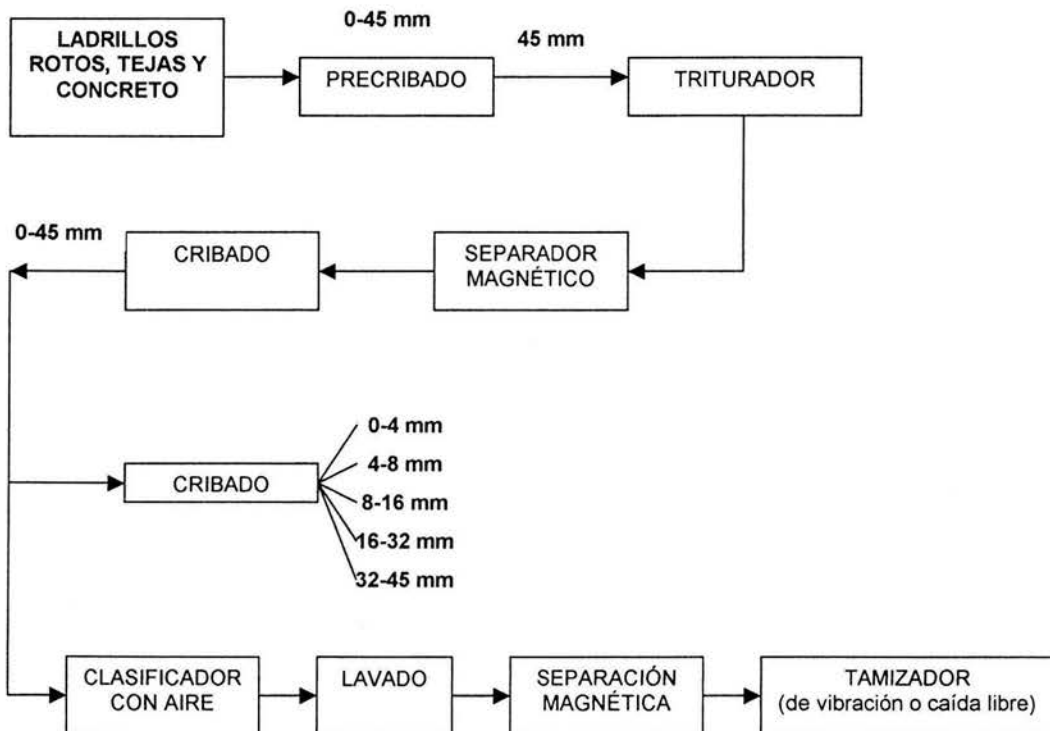 0-45 mm
LADRILLOS
ROTOS, TEJAS Y
CONCRETO
PRECRIBADO
45 mm
TRITURADOR
0-45 mm
CRIBADO
SEPARADOR
MAGNÉTICO
CRIBADO
0-4 mm
4-8 mm
8-16 mm
16-32 mm
32-45 mm
CLASIFICADOR
CON AIRE
LAVADO
SEPARACIÓN
MAGNÉTICA
TAMIZADOR
(de vibración o caída libre)